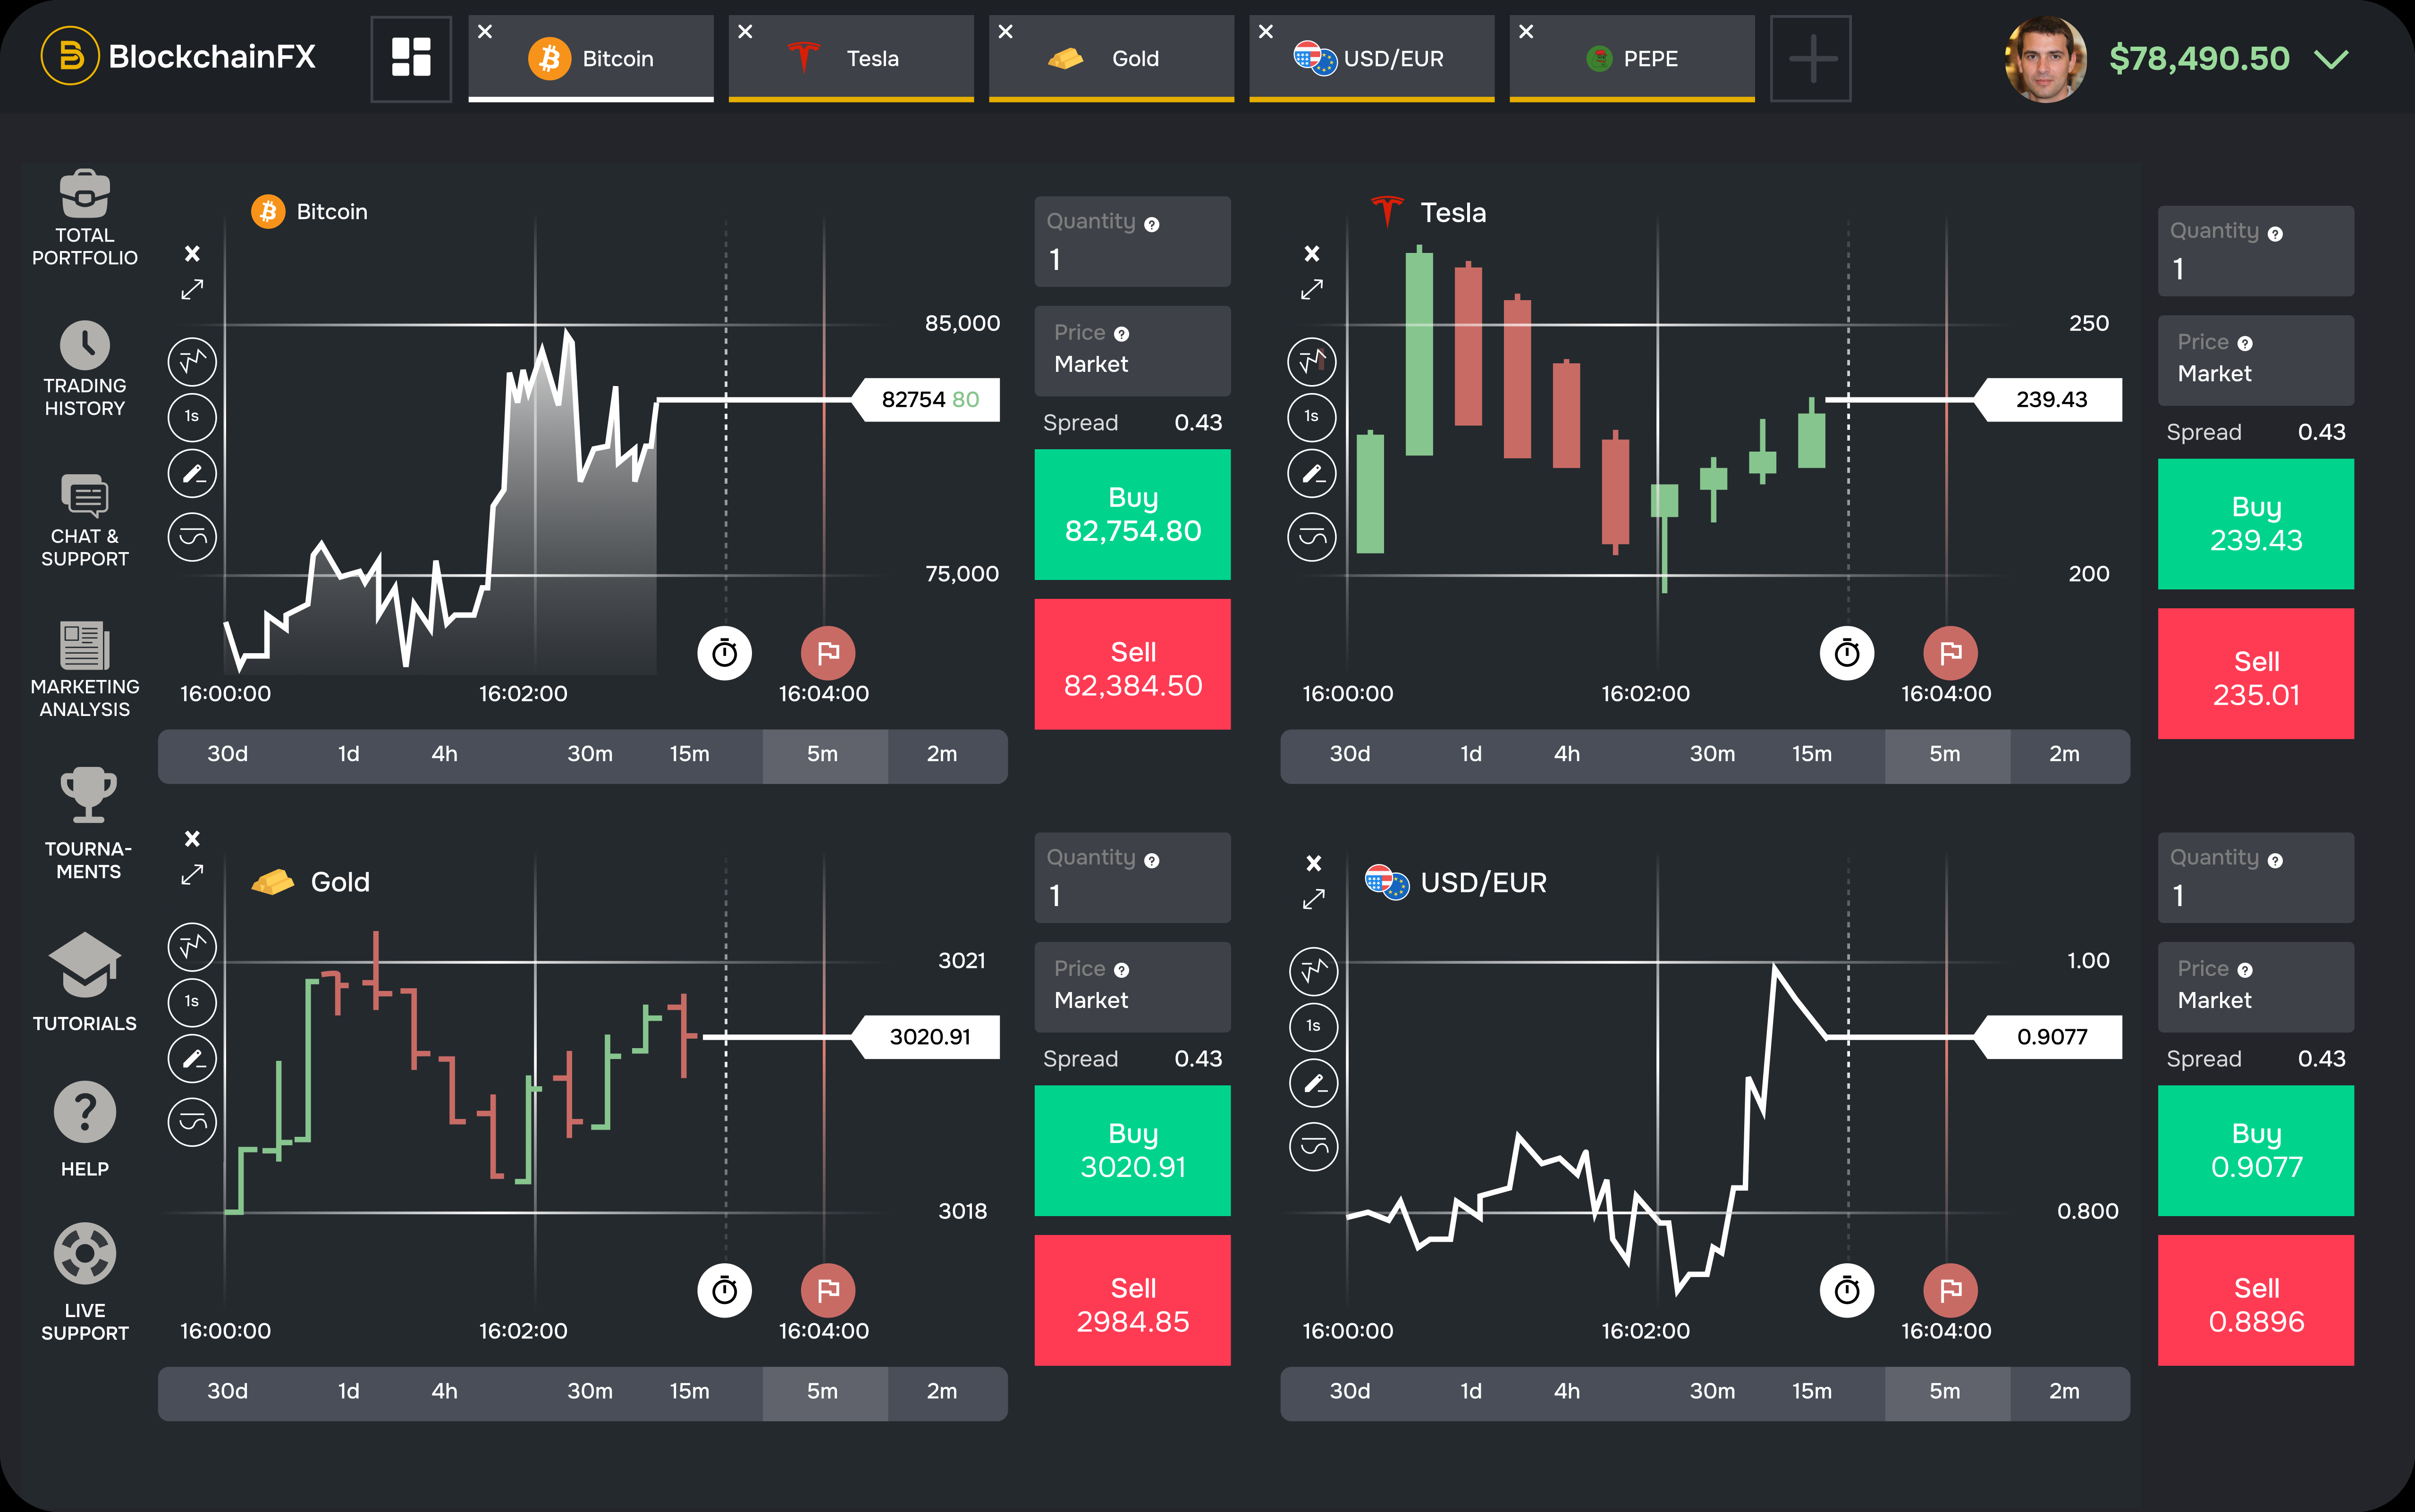 BlockchainFX
Bitcoin
Tesla
Gold
USD/EUR
PEPE
$78,490.50
TOTAL
PORTFOLIO
TRADING
HISTORY
CHAT &
SUPPORT
MARKETING
ANALYSIS
TOURNA-
MENTS
TUTORIALS
HELP
LIVE
SUPPORT
Bitcoin
1s
85,000
82754 80
75,000
16:00:00
16:02:00
16:04:00
30d
1d
4h
30m
15m
5m
2m
Quantity ?
1
Price ?
Market
Spread 0.43
Buy
82,754.80
Sell
82,384.50
Tesla
1s
250
239.43
200
16:00:00
16:02:00
16:04:00
30d
1d
4h
30m
15m
5m
2m
Quantity ?
1
Price ?
Market
Spread 0.43
Buy
239.43
Sell
235.01
Gold
1s
3021
3020.91
3018
16:00:00
16:02:00
16:04:00
30d
1d
4h
30m
15m
5m
2m
Quantity ?
1
Price ?
Market
Spread 0.43
Buy
3020.91
Sell
2984.85
USD/EUR
1s
1.00
0.9077
0.800
16:00:00
16:02:00
16:04:00
30d
1d
4h
30m
15m
5m
2m
Quantity ?
1
Price ?
Market
Spread 0.43
Buy
0.9077
Sell
0.8896